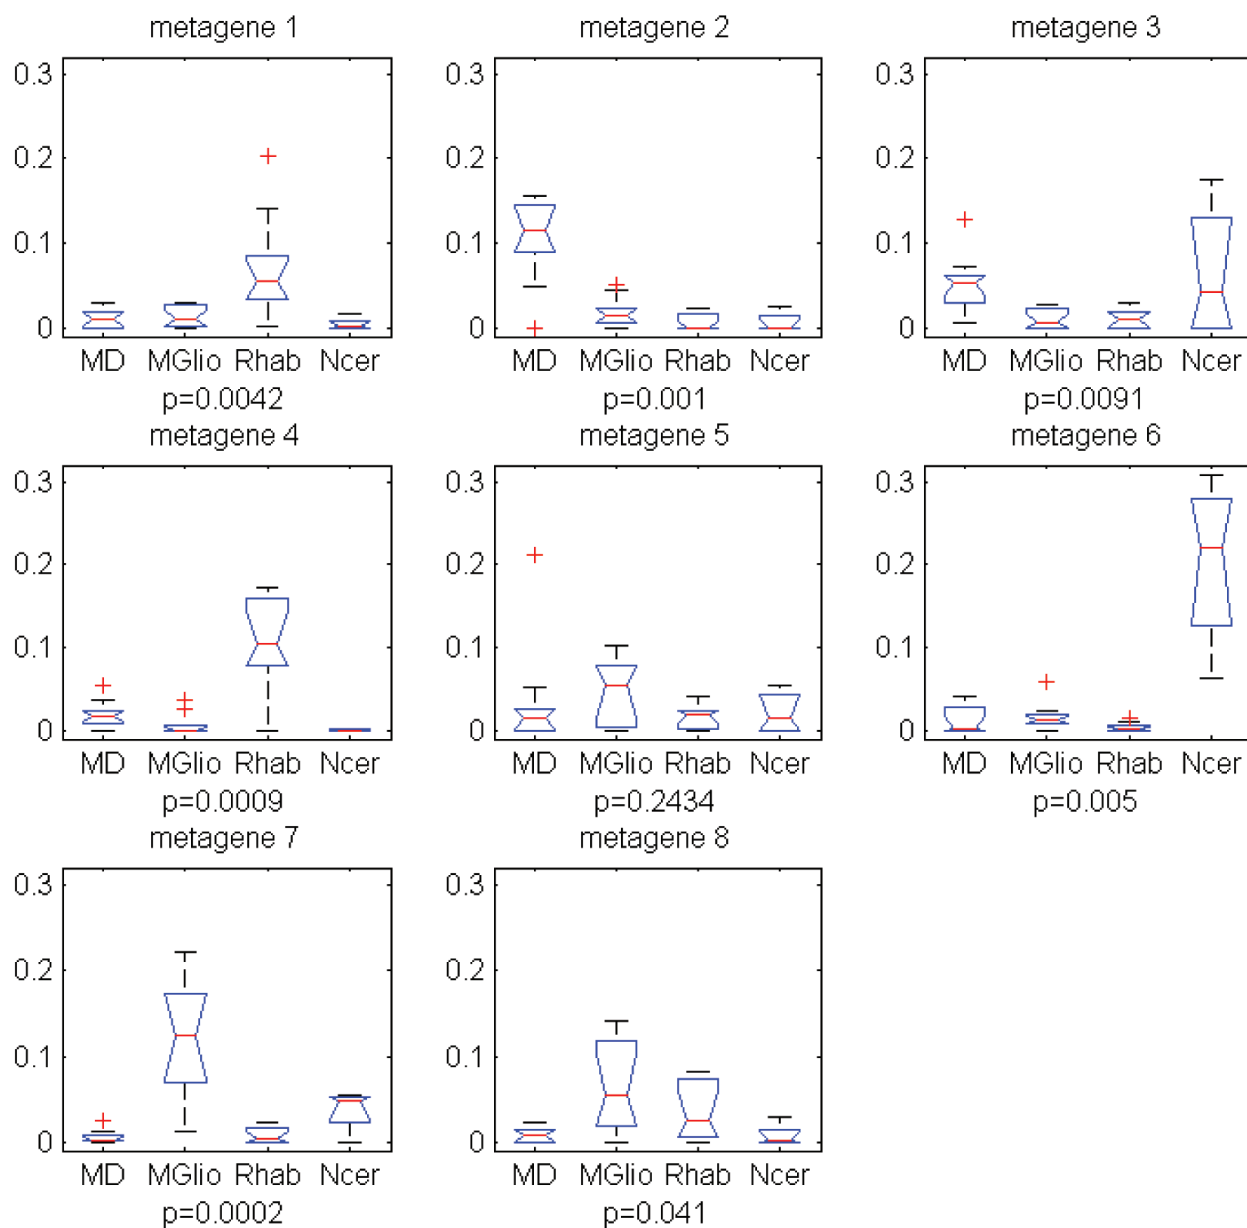 metagene 1 metagene 2 metagene 3
0.3 0.3 0.3
0.2 0.2 0.2
0.1 0.1 0.1
0 0 0
MD MGlio Rhab Ncer MD MGlio Rhab Ncer MD MGlio Rhab Ncer
p=0.0042 p=0.001 p=0.0091
metagene 4 metagene 5 metagene 6
0.3 0.3 0.3
0.2 0.2 0.2
0.1 0.1 0.1
0 0 0
MD MGlio Rhab Ncer MD MGlio Rhab Ncer MD MGlio Rhab Ncer
p=0.0009 p=0.2434 p=0.005
metagene 7 metagene 8
0.3 0.3
0.2 0.2
0.1 0.1
0 0
MD MGlio Rhab Ncer MD MGlio Rhab Ncer
p=0.0002 p=0.041